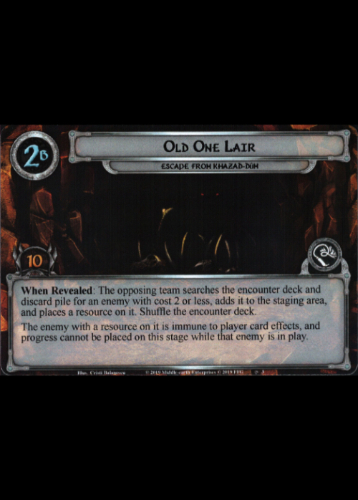 2B
OLD ONE LAIR
ESCAPE FROM KHAZAD-DÛM
10
When Revealed: The opposing team searches the encounter deck and
discard pile for an enemy with cost 2 or less, adds it to the staging area,
and places a resource on it. Shuffle the encounter deck.
The enemy with a resource on it is immune to player card effects, and
progress cannot be placed on this stage while that enemy is in play.